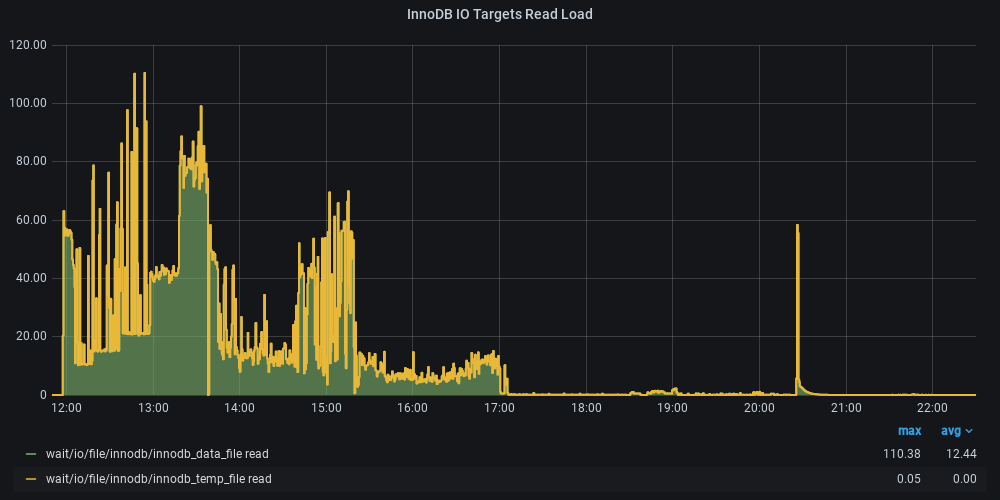 InnoDB IO Targets Read Load
120.00
100.00
80.00
60.00
40.00
20.00
0
12:00 13:00 14:00 15:00 16:00 17:00 18:00 19:00 20:00 21:00 22:00
max avg
wait/io/file/innodb/innodb_data_file read 110.38 12.44
wait/io/file/innodb/innodb_temp_file read 0.05 0.00